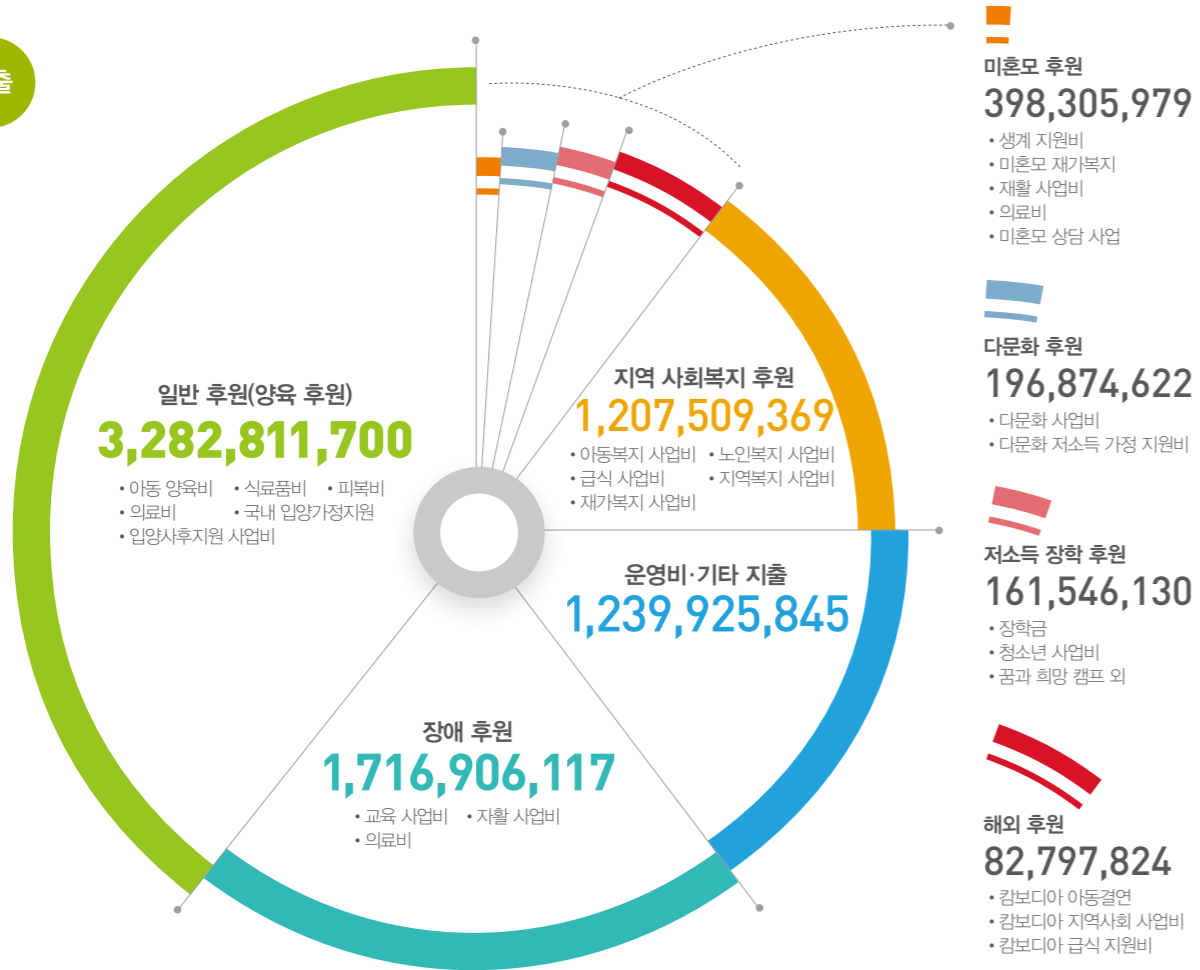 출
일반 후원(양육 후원)
3,282,811,700
• 아동 양육비 • 식료품비 • 피복비
• 의료비 • 국내 입양가정지원
• 입양사후지원 사업비
지역 사회복지 후원
1,207,509,369
• 아동복지 사업비 • 노인복지 사업비
• 급식 사업비 • 지역복지 사업비
• 재가복지 사업비
운영비·기타 지출
1,239,925,845
장애 후원
1,716,906,117
• 교육 사업비 • 자활 사업비
• 의료비
미혼모 후원
398,305,979
• 생계 지원비
• 미혼모 재가복지
• 재활 사업비
• 의료비
• 미혼모 상담 사업
다문화 후원
196,874,622
• 다문화 사업비
• 다문화 저소득 가정 지원비
저소득 장학 후원
161,546,130
• 장학금
• 청소년 사업비
• 꿈과 희망 캠프 외
해외 후원
82,797,824
• 캄보디아 아동결연
• 캄보디아 지역사회 사업비
• 캄보디아 급식 지원비